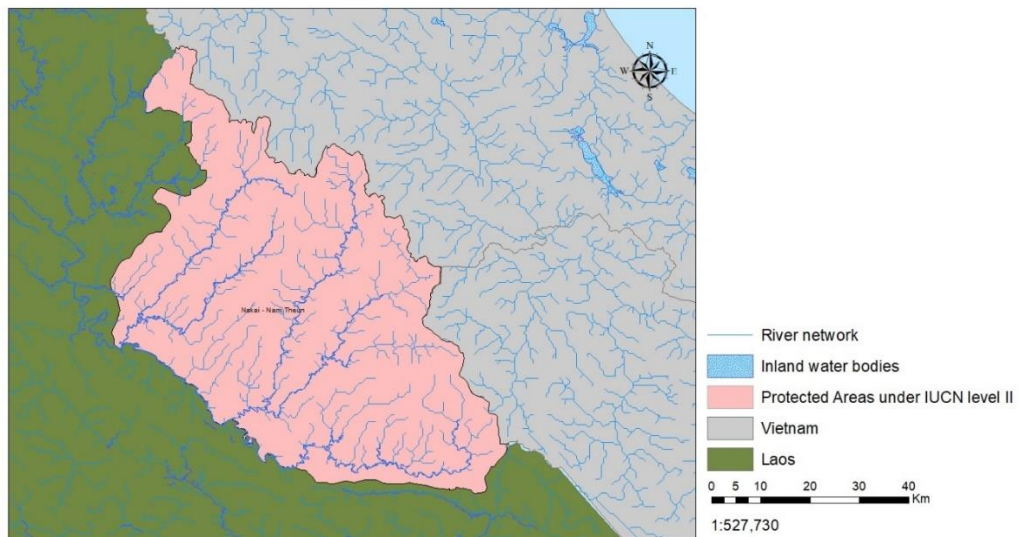 N
W E
S
Nakai - Nam Theun
River network
Inland water bodies
Protected Areas under IUCN level II
Vietnam
Laos
0 5 10 20 30 40
Km
1:527,730